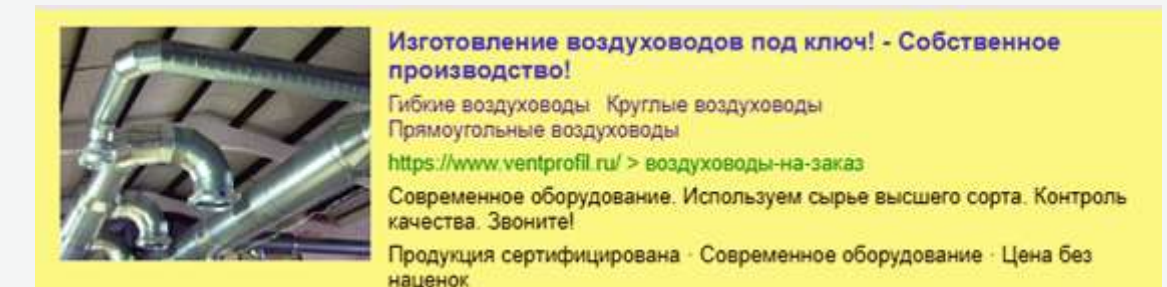 Изготовление воздуховодов под ключ! - Собственное
производство!
Гибкие воздуховоды Круглые воздуховоды
Прямоугольные воздуховоды
https://www.ventprofil.ru/ > воздуховоды-на-заказ
Современное оборудование. Используем сырье высшего сорта. Контроль
качества. Звоните!
Продукция сертифицирована · Современное оборудование · Цена без
наценок